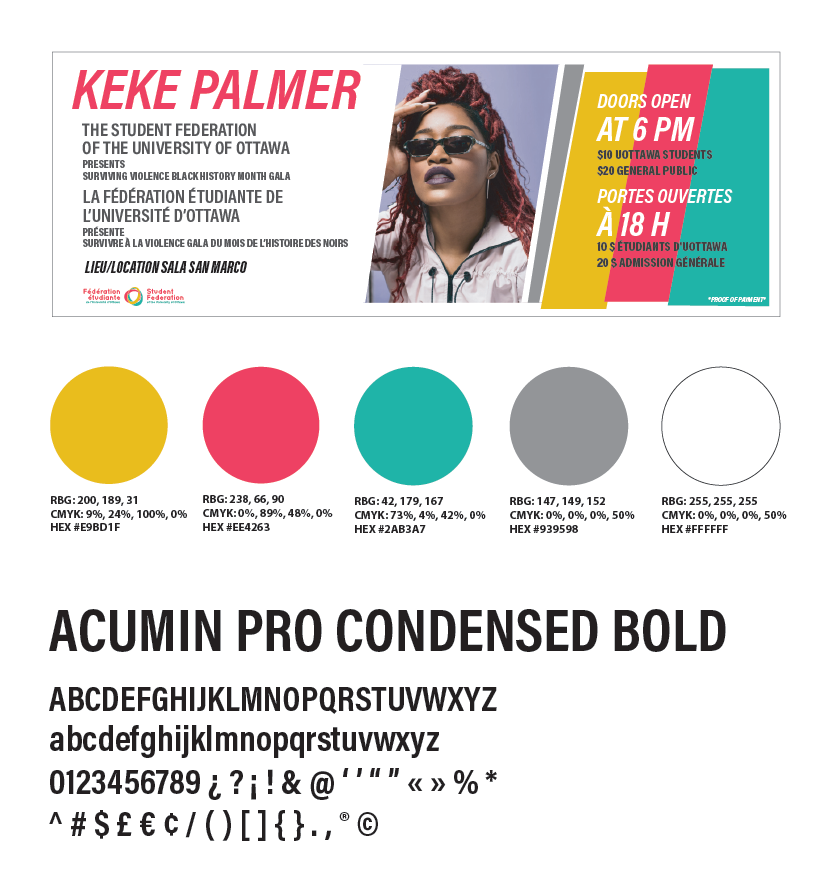 KEKE PALMER
THE STUDENT FEDERATION
OF THE UNIVERSITY OF OTTAWA
PRESENTS
SURVIVING VIOLENCE BLACK HISTORY MONTH GALA
LA FÉDÉRATION ÉTUDIANTE DE
L’UNIVERSITÉ D’OTTAWA
PRÉSENTE
SURVIVRE À LA VIOLENCE GALA DU MOIS DE L’HISTOIRE DES NOIRS
LIEU/LOCATION SALA SAN MARCO
Fédération
étudiante
de l’Université d’Ottawa
Student
Federation
of the University of Ottawa
DOORS OPEN
AT 6 PM
$10 UOTTAWA STUDENTS
$20 GENERAL PUBLIC
PORTES OUVERTES
À 18 H
10 $ ÉTUDIANTS D’UOTTAWA
20 $ ADMISSION GÉNÉRALE
*PROOF OF PAYMENT*
RBG: 200, 189, 31
CMYK: 9%, 24%, 100%, 0%
HEX #E9BD1F
RBG: 238, 66, 90
CMYK: 0%, 89%, 48%, 0%
HEX #EE4263
RBG: 42, 179, 167
CMYK: 73%, 4%, 42%, 0%
HEX #2AB3A7
RBG: 147, 149, 152
CMYK: 0%, 0%, 0%, 50%
HEX #939598
RBG: 255, 255, 255
CMYK: 0%, 0%, 0%, 50%
HEX #FFFFFF
ACUMIN PRO CONDENSED BOLD
ABCDEFGHIJKLMNOPQRSTUVWXYZ
abcdefghijklmnopqrstuvwxyz
0123456789 ¿ ? ¡ ! & @ ‘ ’ “ ” « » % *
^ # $ £ € ¢ / ( ) [ ] { } . , ® ©